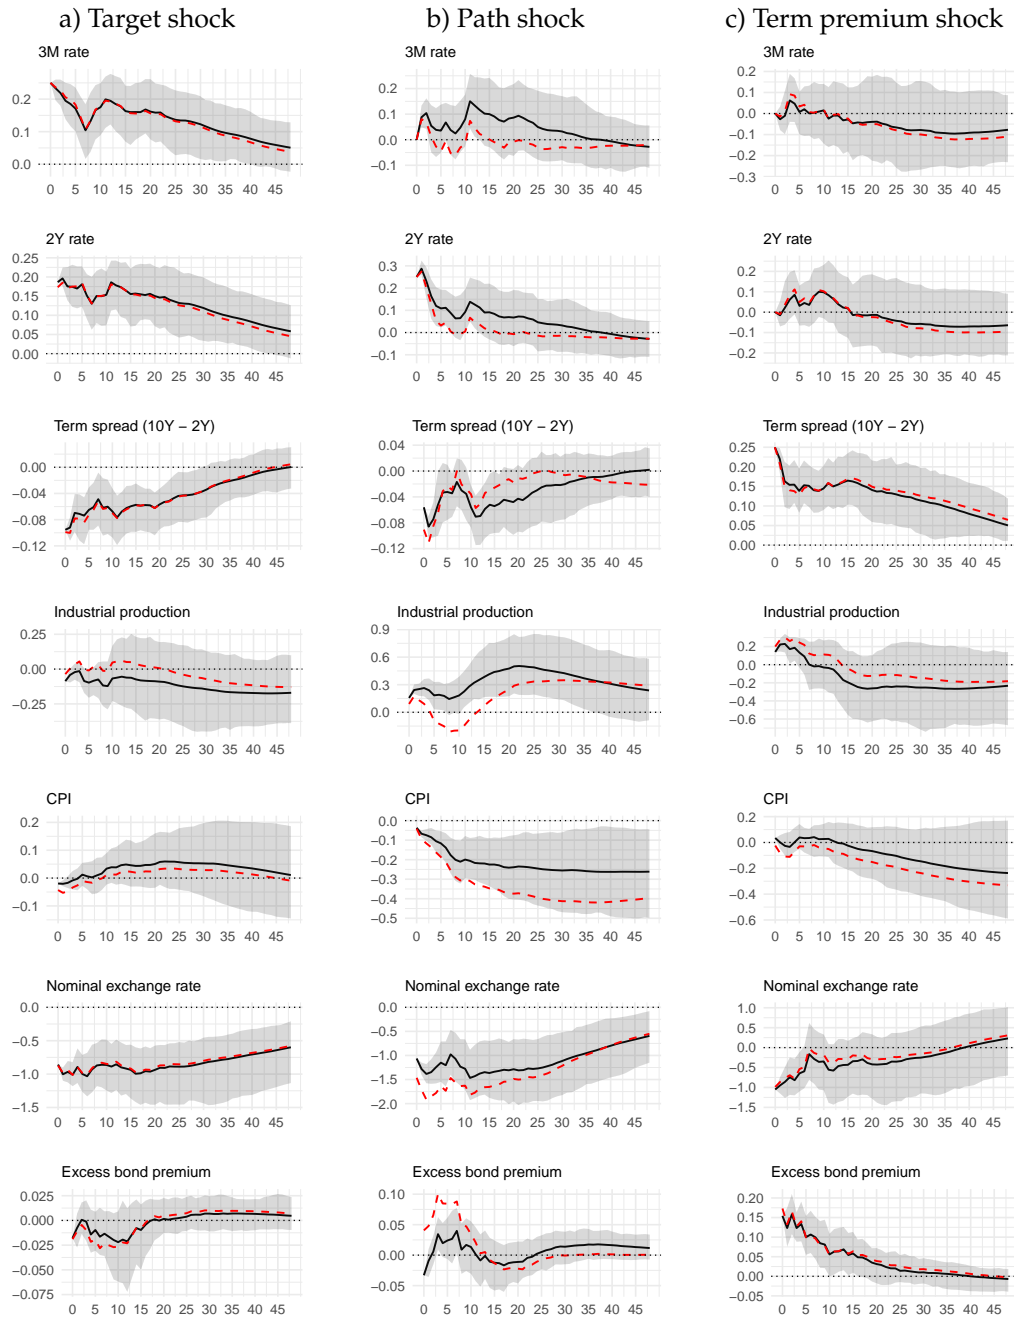 a) Target shock
b) Path shock
c) Term premium shock
3M rate
0.2
0.1
0.0
0 5 10 15 20 25 30 35 40 45
3M rate
0.2
0.1
0.0
−0.1
0 5 10 15 20 25 30 35 40 45
3M rate
0.2
0.1
0.0
−0.1
−0.2
−0.3
0 5 10 15 20 25 30 35 40 45
2Y rate
0.25
0.20
0.15
0.10
0.05
0.00
0 5 10 15 20 25 30 35 40 45
2Y rate
0.3
0.2
0.1
0.0
−0.1
0 5 10 15 20 25 30 35 40 45
2Y rate
0.2
0.1
0.0
−0.1
−0.2
0 5 10 15 20 25 30 35 40 45
Term spread (10Y − 2Y)
0.00
−0.04
−0.08
−0.12
0 5 10 15 20 25 30 35 40 45
Term spread (10Y − 2Y)
0.04
0.00
−0.04
−0.08
−0.12
0 5 10 15 20 25 30 35 40 45
Term spread (10Y − 2Y)
0.25
0.20
0.15
0.10
0.05
0.00
0 5 10 15 20 25 30 35 40 45
Industrial production
0.25
0.00
−0.25
0 5 10 15 20 25 30 35 40 45
Industrial production
0.9
0.6
0.3
0.0
0 5 10 15 20 25 30 35 40 45
Industrial production
0.2
0.0
−0.2
−0.4
−0.6
0 5 10 15 20 25 30 35 40 45
CPI
0.2
0.1
0.0
−0.1
0 5 10 15 20 25 30 35 40 45
CPI
0.0
−0.1
−0.2
−0.3
−0.4
−0.5
0 5 10 15 20 25 30 35 40 45
CPI
0.2
0.0
−0.2
−0.4
−0.6
0 5 10 15 20 25 30 35 40 45
Nominal exchange rate
0.0
−0.5
−1.0
−1.5
0 5 10 15 20 25 30 35 40 45
Nominal exchange rate
0.0
−0.5
−1.0
−1.5
−2.0
0 5 10 15 20 25 30 35 40 45
Nominal exchange rate
1.0
0.5
0.0
−0.5
−1.0
−1.5
0 5 10 15 20 25 30 35 40 45
Excess bond premium
0.025
0.000
−0.025
−0.050
−0.075
0 5 10 15 20 25 30 35 40 45
Excess bond premium
0.10
0.05
0.00
−0.05
0 5 10 15 20 25 30 35 40 45
Excess bond premium
0.20
0.15
0.10
0.05
0.00
−0.05
0 5 10 15 20 25 30 35 40 45